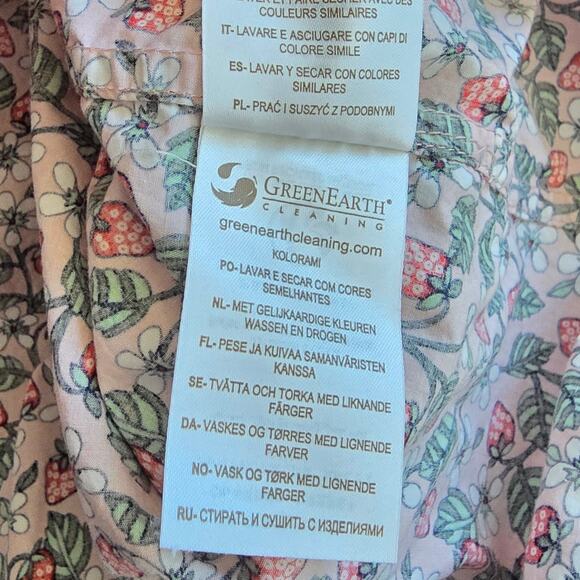 COULEURS SIMILAIRES
IT- LAVARE E ASCIUGARE CON CAPI DI
COLORE SIMILE
ES- LAVAR Y SECAR CON COLORES
SIMILARES
PL- PRAĆ I SUSZYĆ Z PODOBNYMI
GREENEARTH®
CLEANING
greenearthcleaning.com
KOLORAMI
PO- LAVAR E SECAR COM CORES
SEMELHANTES
NL- MET GELIJKAARDIGE KLEUREN
WASSEN EN DROGEN
FL- PESE JA KUIVAA SAMANVÄRISTEN
KANSSA
SE- TVÄTTA OCH TORKA MED LIKNANDE
FÄRGER
DA- VASKES OG TØRRES MED LIGNENDE
FARVER
NO- VASK OG TØRK MED LIGNENDE
FARGER
RU- СТИРАТЬ И СУШИТЬ С ИЗДЕЛИЯМИ